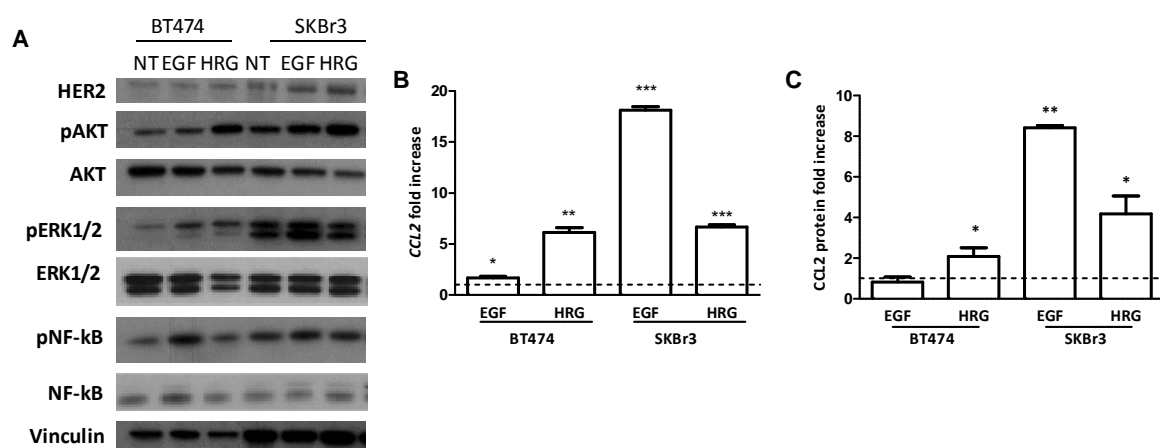 A
BT474 SKBr3
NT EGF HRG NT EGF HRG
HER2
pAKT
AKT
pERK1/2
ERK1/2
pNF-kB
NF-kB
Vinculin
B
CCL2 fold increase
20
15
10
5
0
*
**
***
***
EGF HRG EGF HRG
BT474 SKBr3
C
CCL2 protein fold increase
10
8
6
4
2
0
*
**
*
EGF HRG EGF HRG
BT474 SKBr3